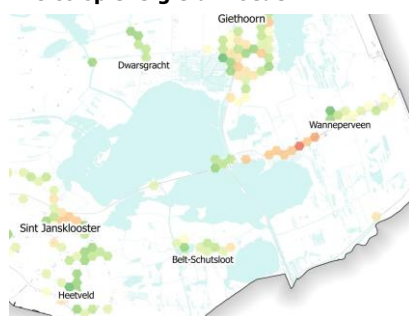 Giethoorn
Dwarsgracht
Wanneperveen
Sint Jansklooster
Belt-Schutsloot
Heetveld